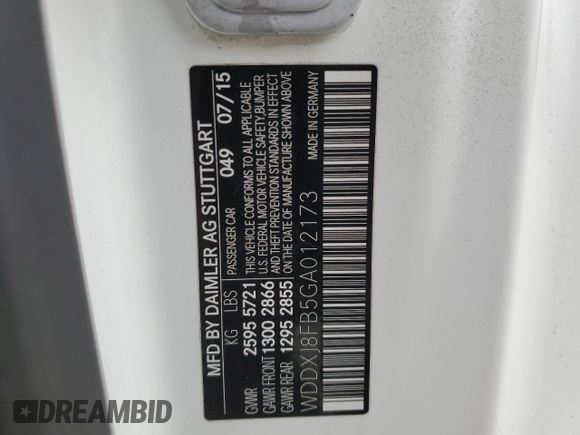 MFD BY DAIMLER AG STUTTGART
KG LBS PASSENGER CAR 049 07/15
GVWR 2595 5721 THIS VEHICLE CONFORMS TO ALL APPLICABLE
U.S. FEDERAL MOTOR VEHICLE SAFETY, BUMPER
GAWR FRONT 1300 2866 AND THEFT PREVENTION STANDARDS IN EFFECT
GAWR REAR 1295 2855 ON THE DATE OF MANUFACTURE SHOWN ABOVE
WDDXJ8FB5GA012173 MADE IN GERMANY
DREAMBID